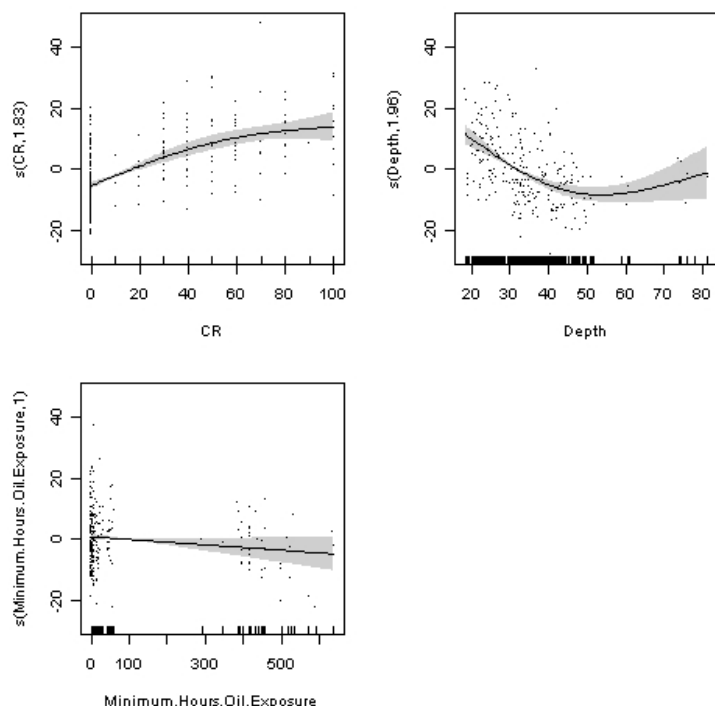 s(CR,1.83)
40
20
0
-20
0 20 40 60 80 100
CR
s(Depth,1.96)
40
20
0
-20
20 30 40 50 60 70 80
Depth
s(Minimum.Hours.Oil.Exposure,1)
40
20
0
-20
0 100 300 500
Minimum.Hours.Oil.Exposure